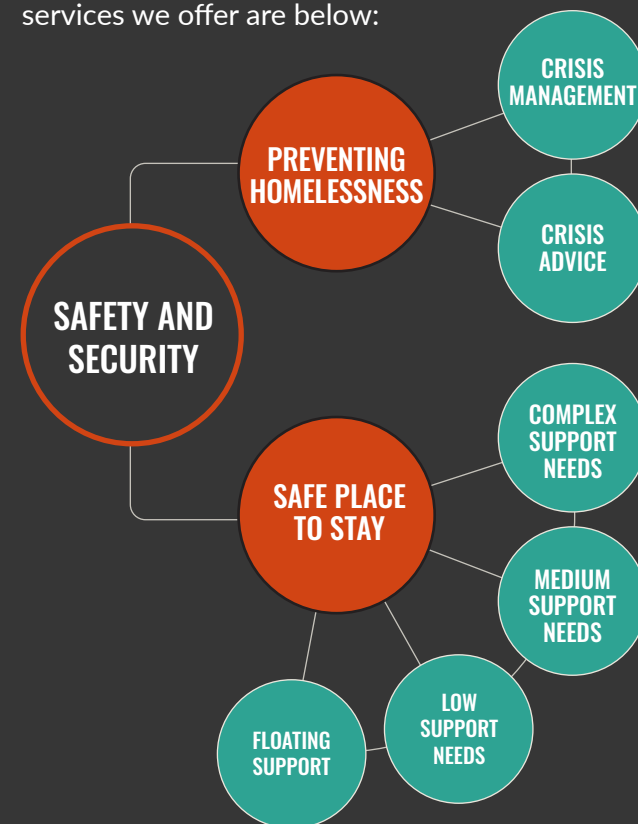 services we offer are below:
CRISIS
MANAGEMENT
PREVENTING
HOMELESSNESS
CRISIS
ADVICE
SAFETY AND
SECURITY
COMPLEX
SUPPORT
NEEDS
SAFE PLACE
TO STAY
MEDIUM
SUPPORT
NEEDS
LOW
SUPPORT
NEEDS
FLOATING
SUPPORT